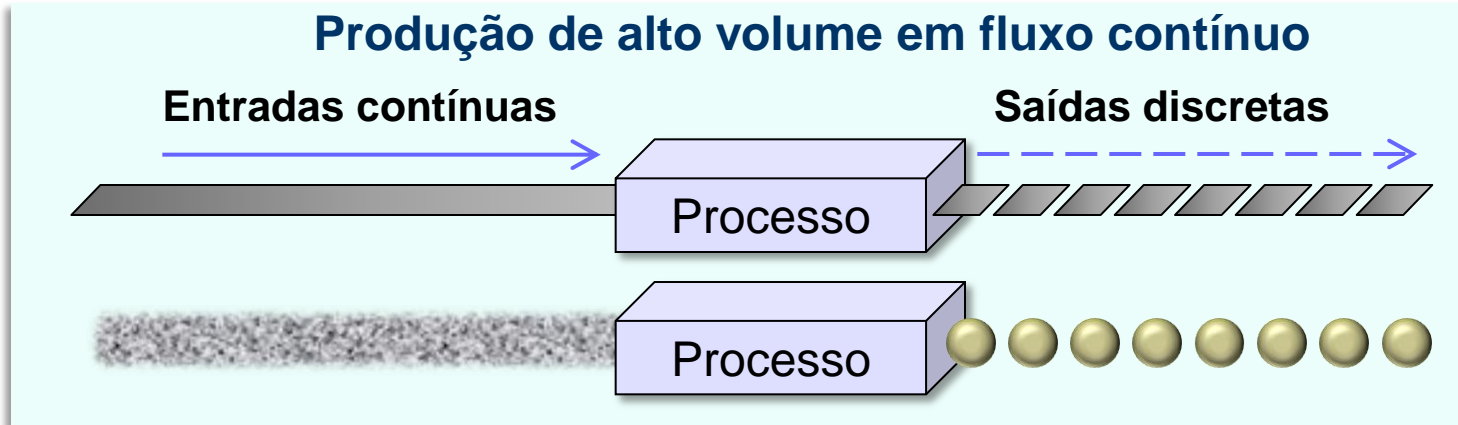 Produção de alto volume em fluxo contínuo
Entradas contínuas
Saídas discretas
Processo
Processo